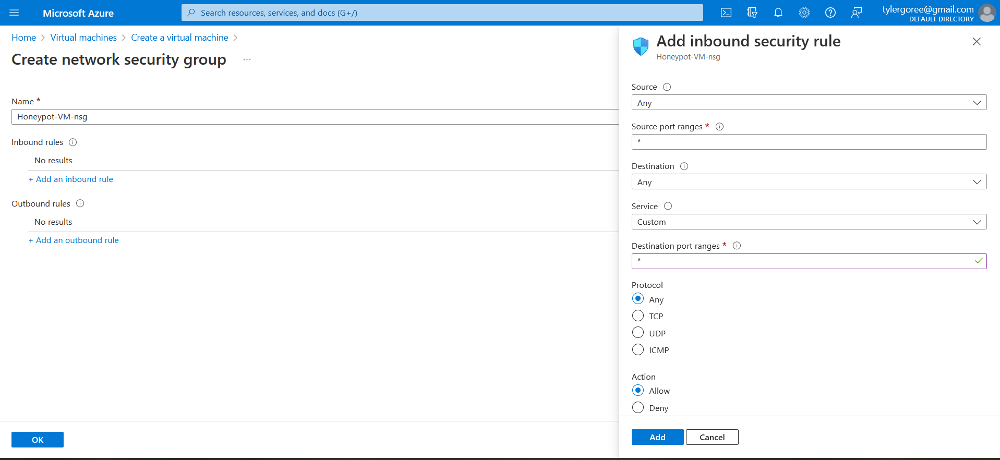 Microsoft Azure
Search resources, services, and docs (G+/)
tylergoree@gmail.com
DEFAULT DIRECTORY
Home > Virtual machines > Create a virtual machine >
Create network security group ...
Name *
Honeypot-VM-nsg
Inbound rules
No results
+ Add an inbound rule
Outbound rules
No results
+ Add an outbound rule
OK
Add inbound security rule
Honeypot-VM-nsg
Source
Any
Source port ranges *
*
Destination
Any
Service
Custom
Destination port ranges *
*
Protocol
Any
TCP
UDP
ICMP
Action
Allow
Deny
Add
Cancel